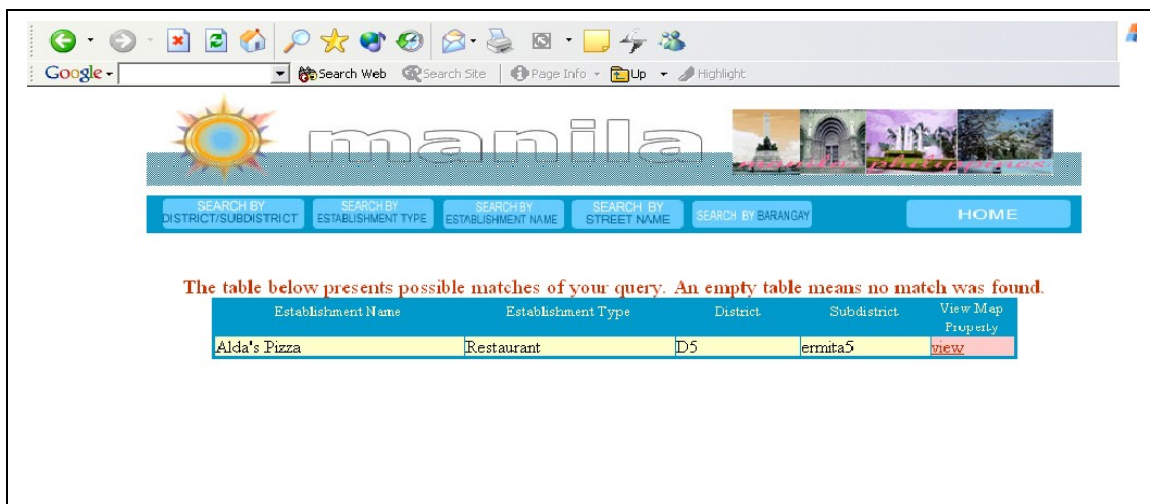 Google
Search Web Search Site Page Info Up Highlight
manila
manila philippines
SEARCH BY DISTRICT/SUBDISTRICT
SEARCH BY ESTABLISHMENT TYPE
SEARCH BY ESTABLISHMENT NAME
SEARCH BY STREET NAME
SEARCH BY BARANGAY
HOME
The table below presents possible matches of your query. An empty table means no match was found.
Establishment Name Establishment Type District Subdistrict View Map Property
Alda's Pizza Restaurant D5 ermita5 view